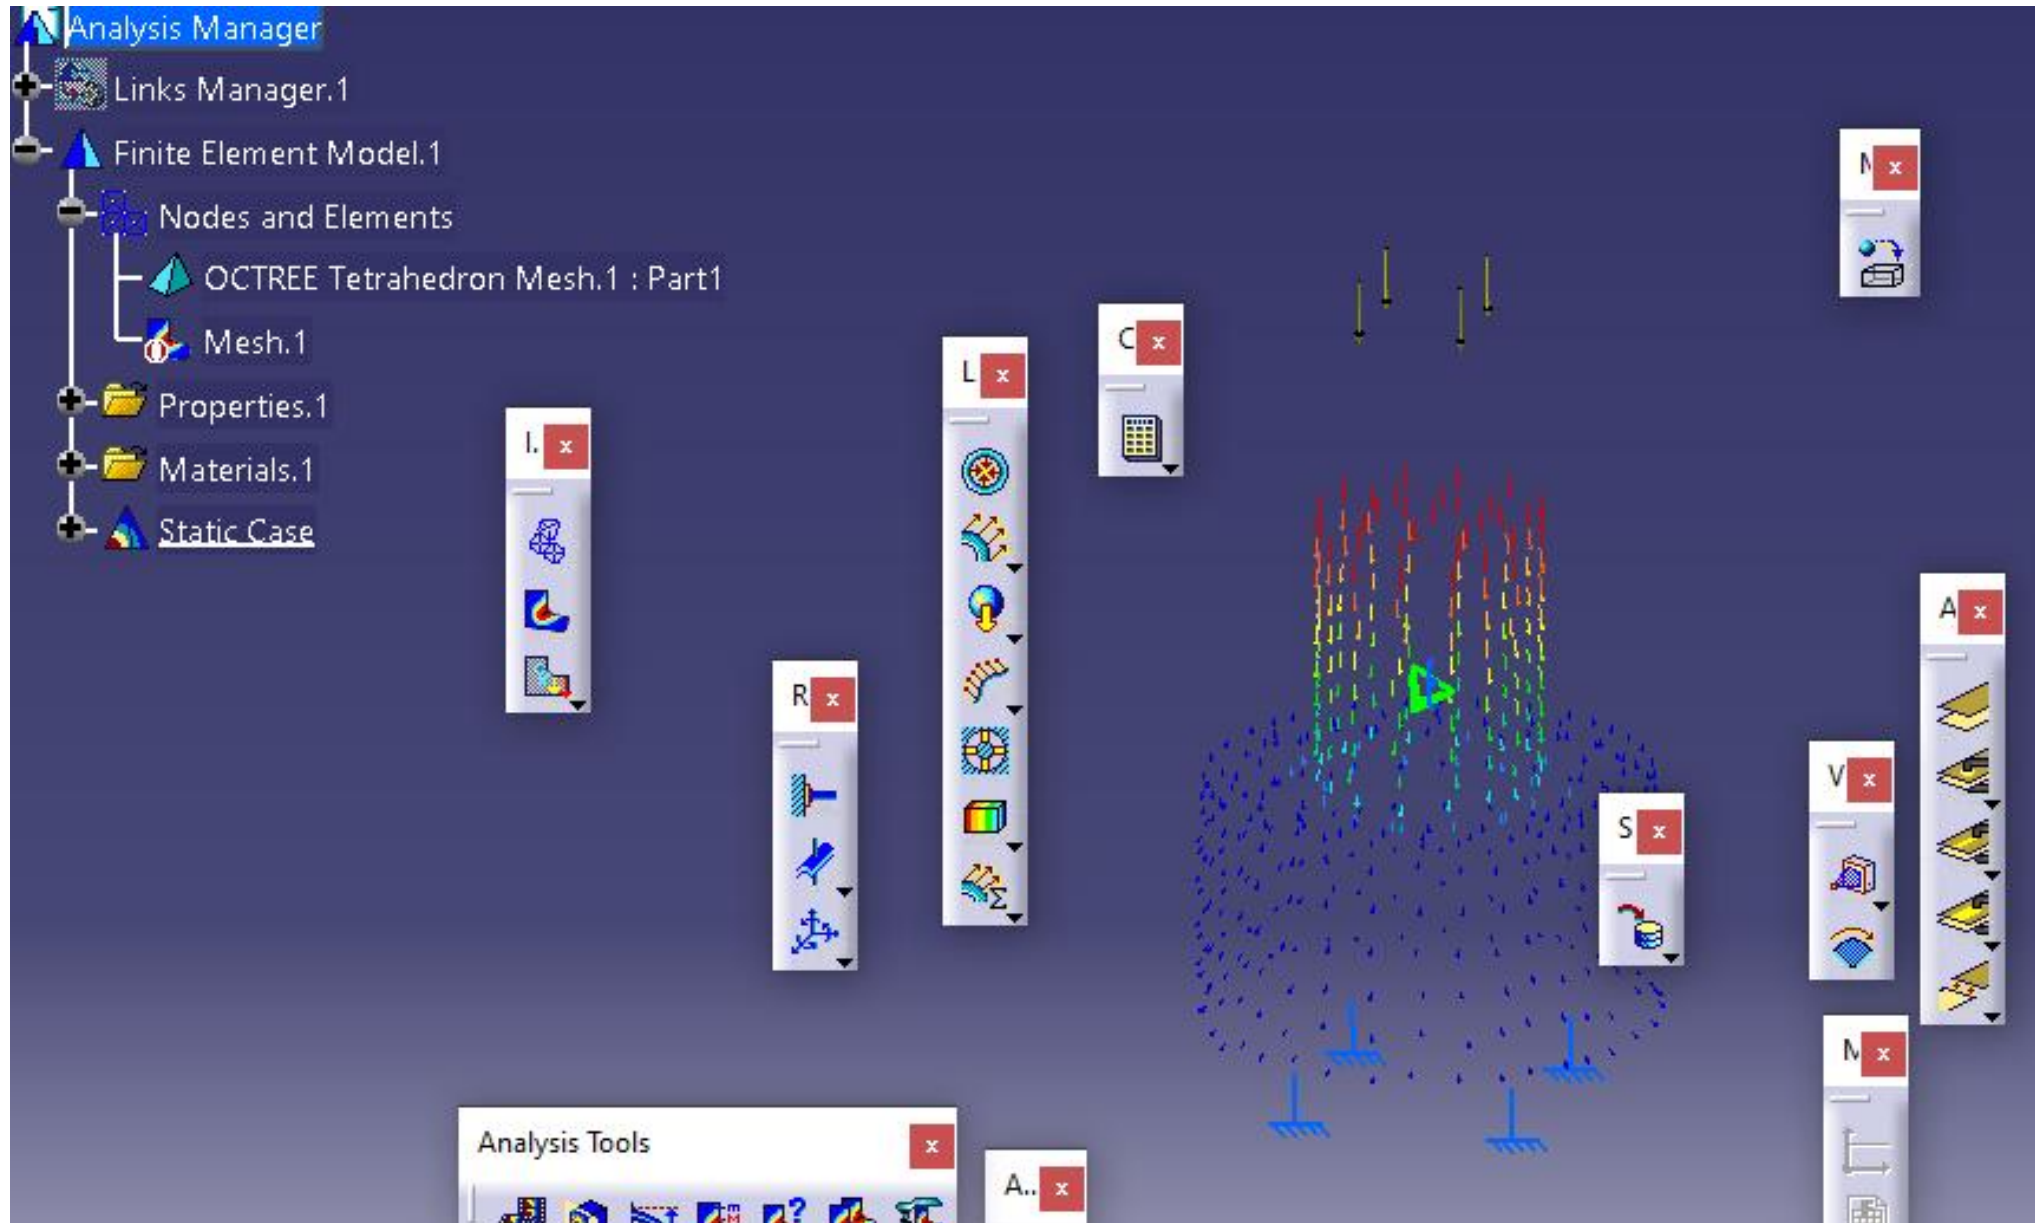 Analysis Manager
Links Manager.1
Finite Element Model.1
Nodes and Elements
OCTREE Tetrahedron Mesh.1 : Part1
Mesh.1
Properties.1
Materials.1
Static Case
I.
R
L
C
S
V
A
Analysis Tools
A..